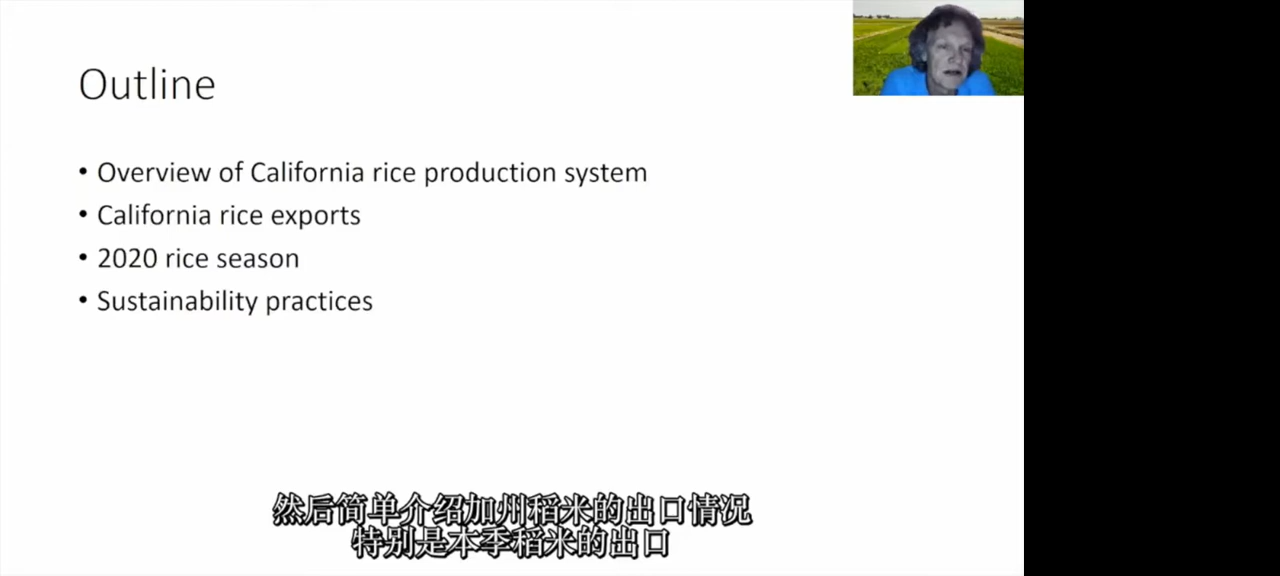 Outline
• Overview of California rice production system
• California rice exports
• 2020 rice season
• Sustainability practices
然后简单介绍加州稻米的出口情况
特别是本季稻米的出口